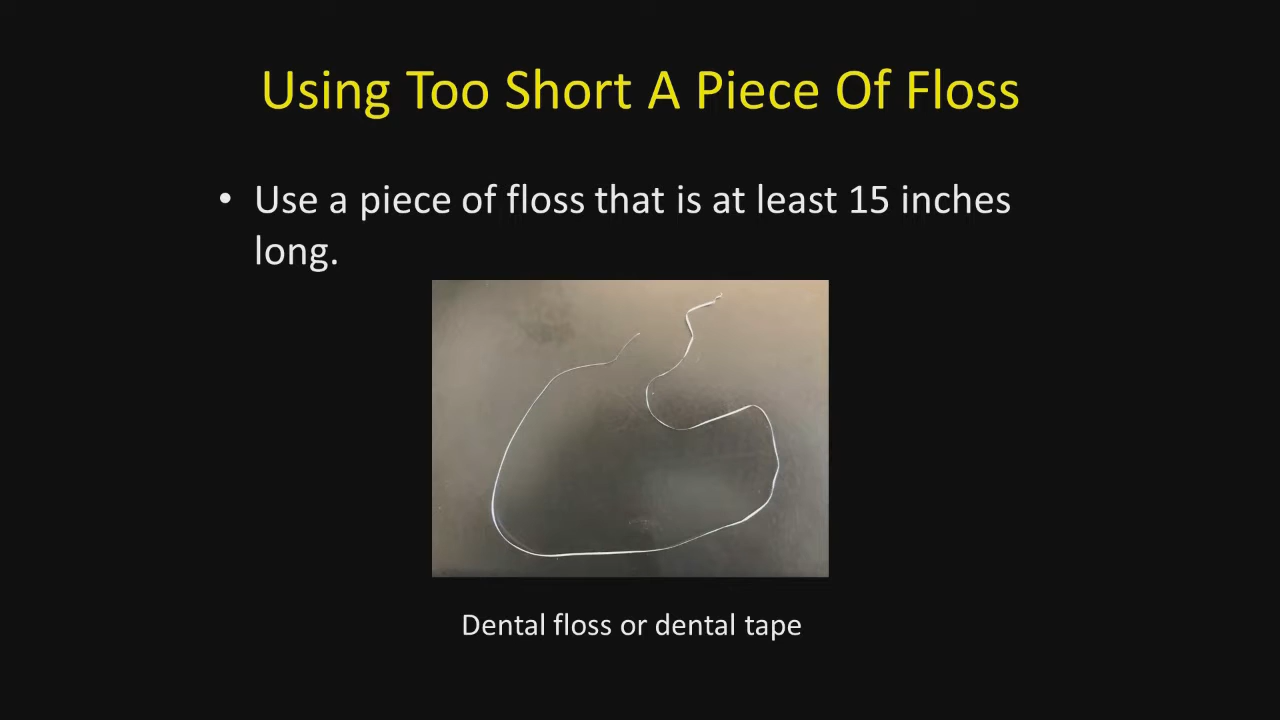 Using Too Short A Piece Of Floss
• Use a piece of floss that is at least 15 inches
long.
Dental floss or dental tape